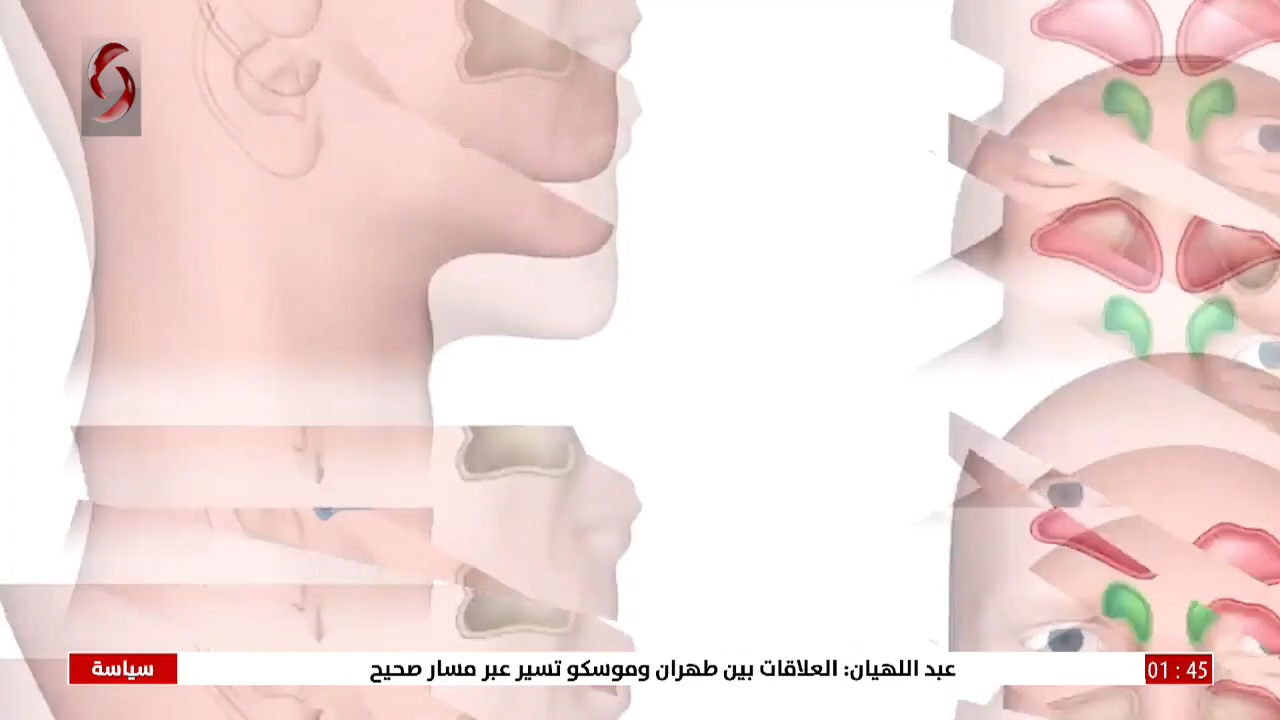 سياسة
عبد اللهيان: العلاقات بين طهران وموسكو تسير عبر مسار صحيح
01 : 45